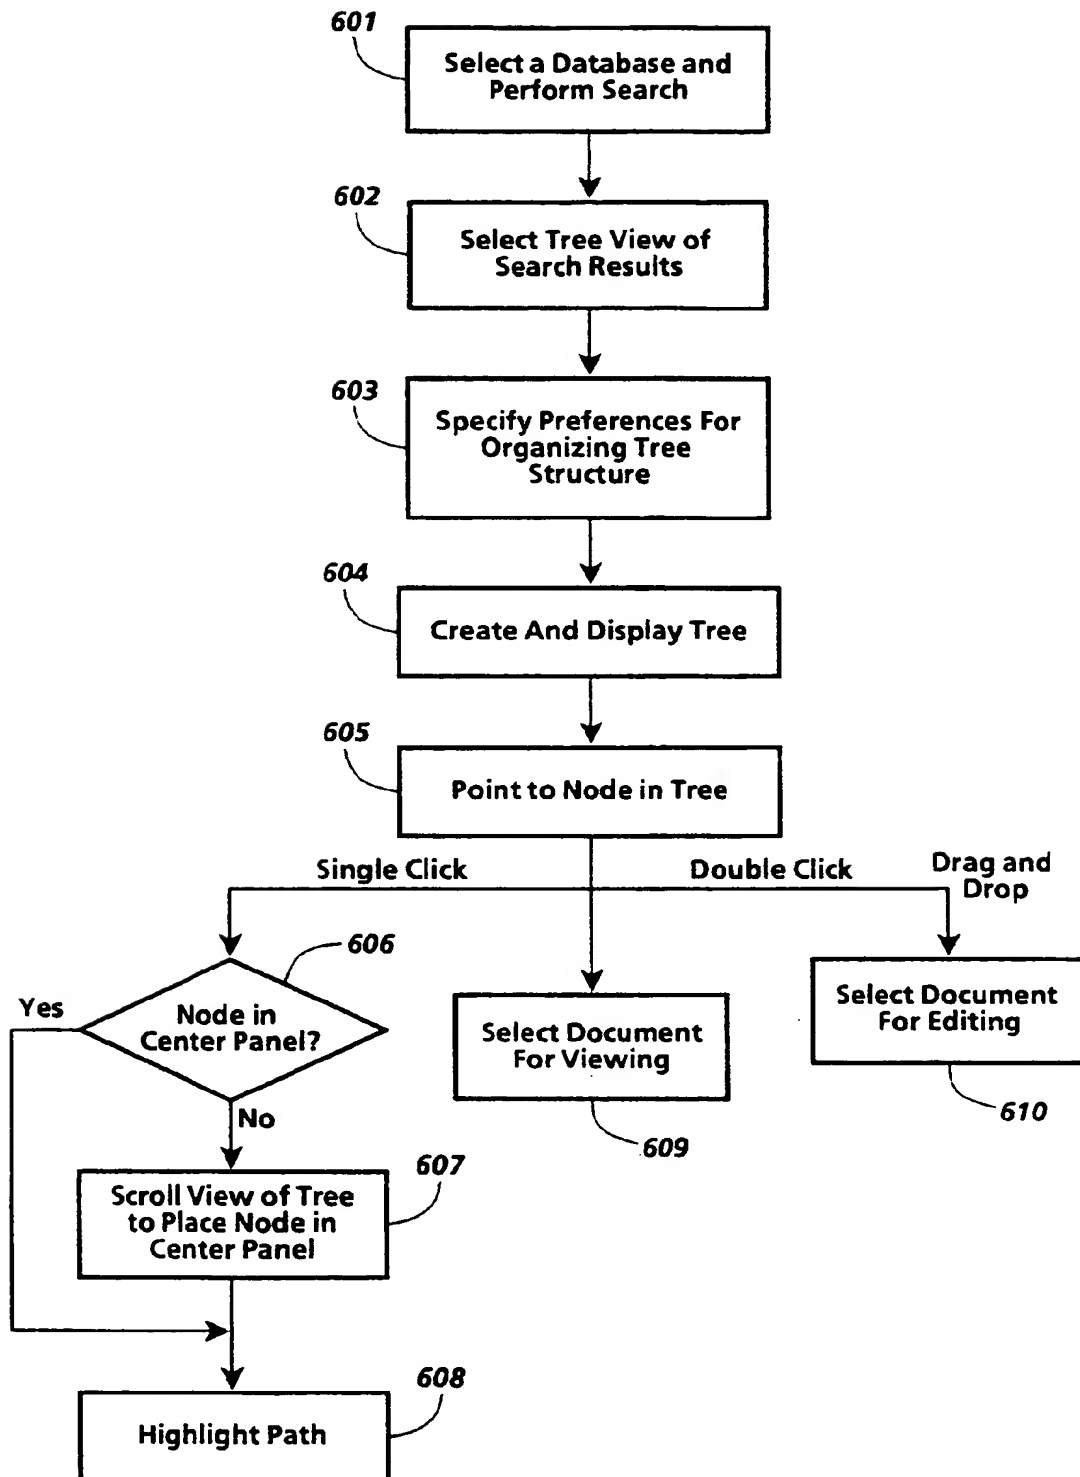 601
Select a Database and
Perform Search
602
Select Tree View of
Search Results
603
Specify Preferences For
Organizing Tree
Structure
604
Create And Display Tree
605
Point to Node in Tree
Single Click
Double Click
Drag and
Drop
606
Yes
Node in
Center Panel?
No
Select Document
For Viewing
609
Select Document
For Editing
610
607
Scroll View of Tree
to Place Node in
Center Panel
608
Highlight Path